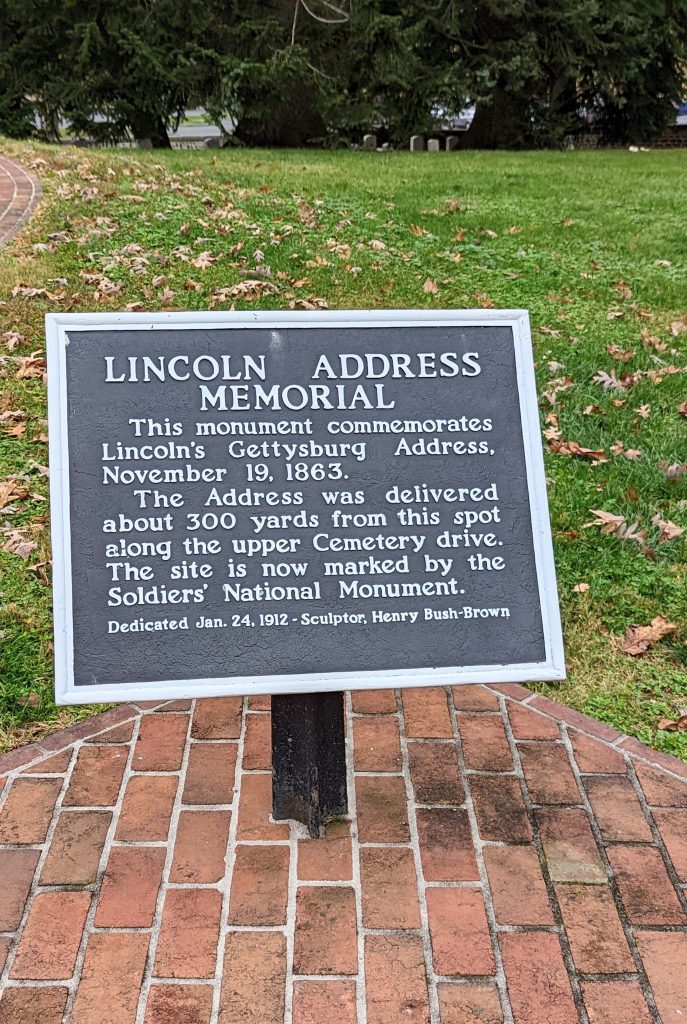 LINCOLN ADDRESS
MEMORIAL
This monument commemorates
Lincoln's Gettysburg Address,
November 19, 1863.
The Address was delivered
about 300 yards from this spot
along the upper Cemetery drive.
The site is now marked by the
Soldiers' National Monument.
Dedicated Jan. 24, 1912 - Sculptor, Henry Bush-Brown